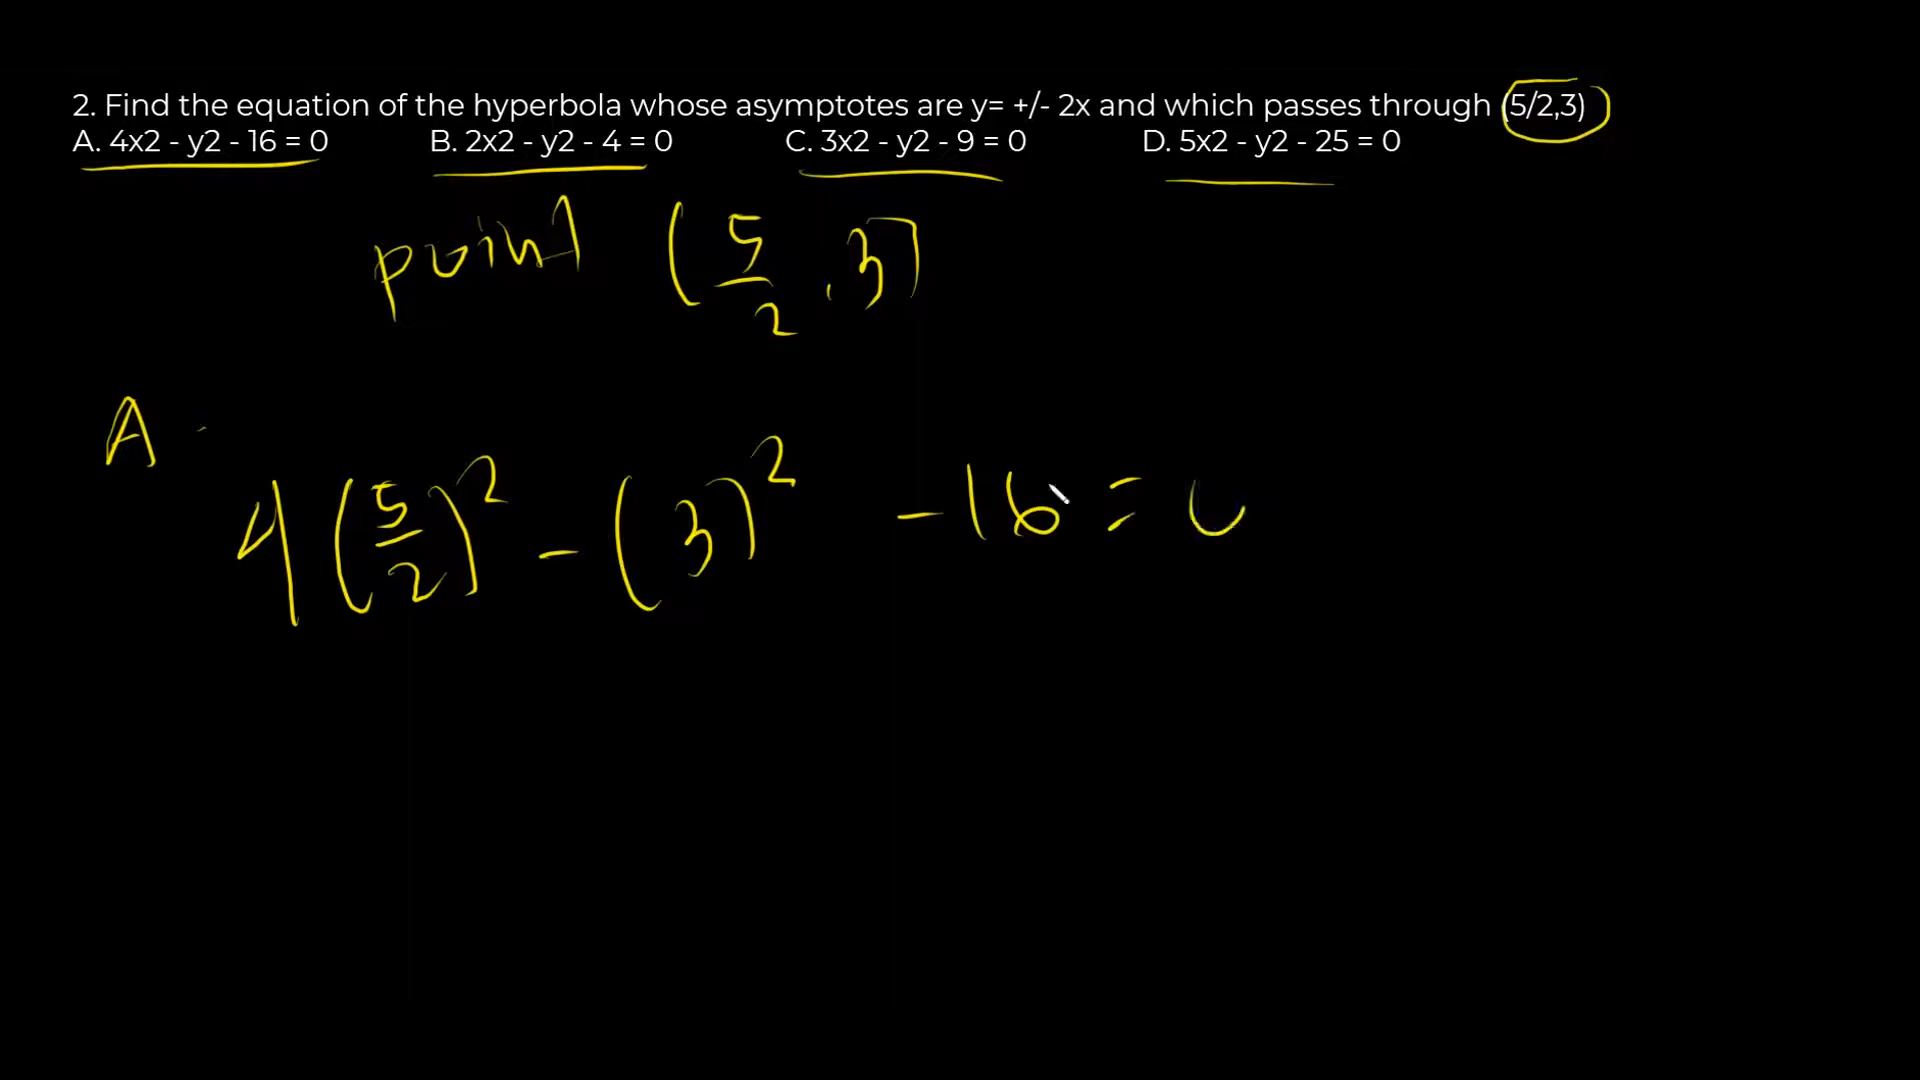 2. Find the equation of the hyperbola whose asymptotes are y= +/- 2x and which passes through (5/2,3)
A. 4x2 - y2 - 16 = 0 B. 2x2 - y2 - 4 = 0 C. 3x2 - y2 - 9 = 0 D. 5x2 - y2 - 25 = 0
point (5/2, 3)
A.
4(5/2)² - (3)² - 16 = 0